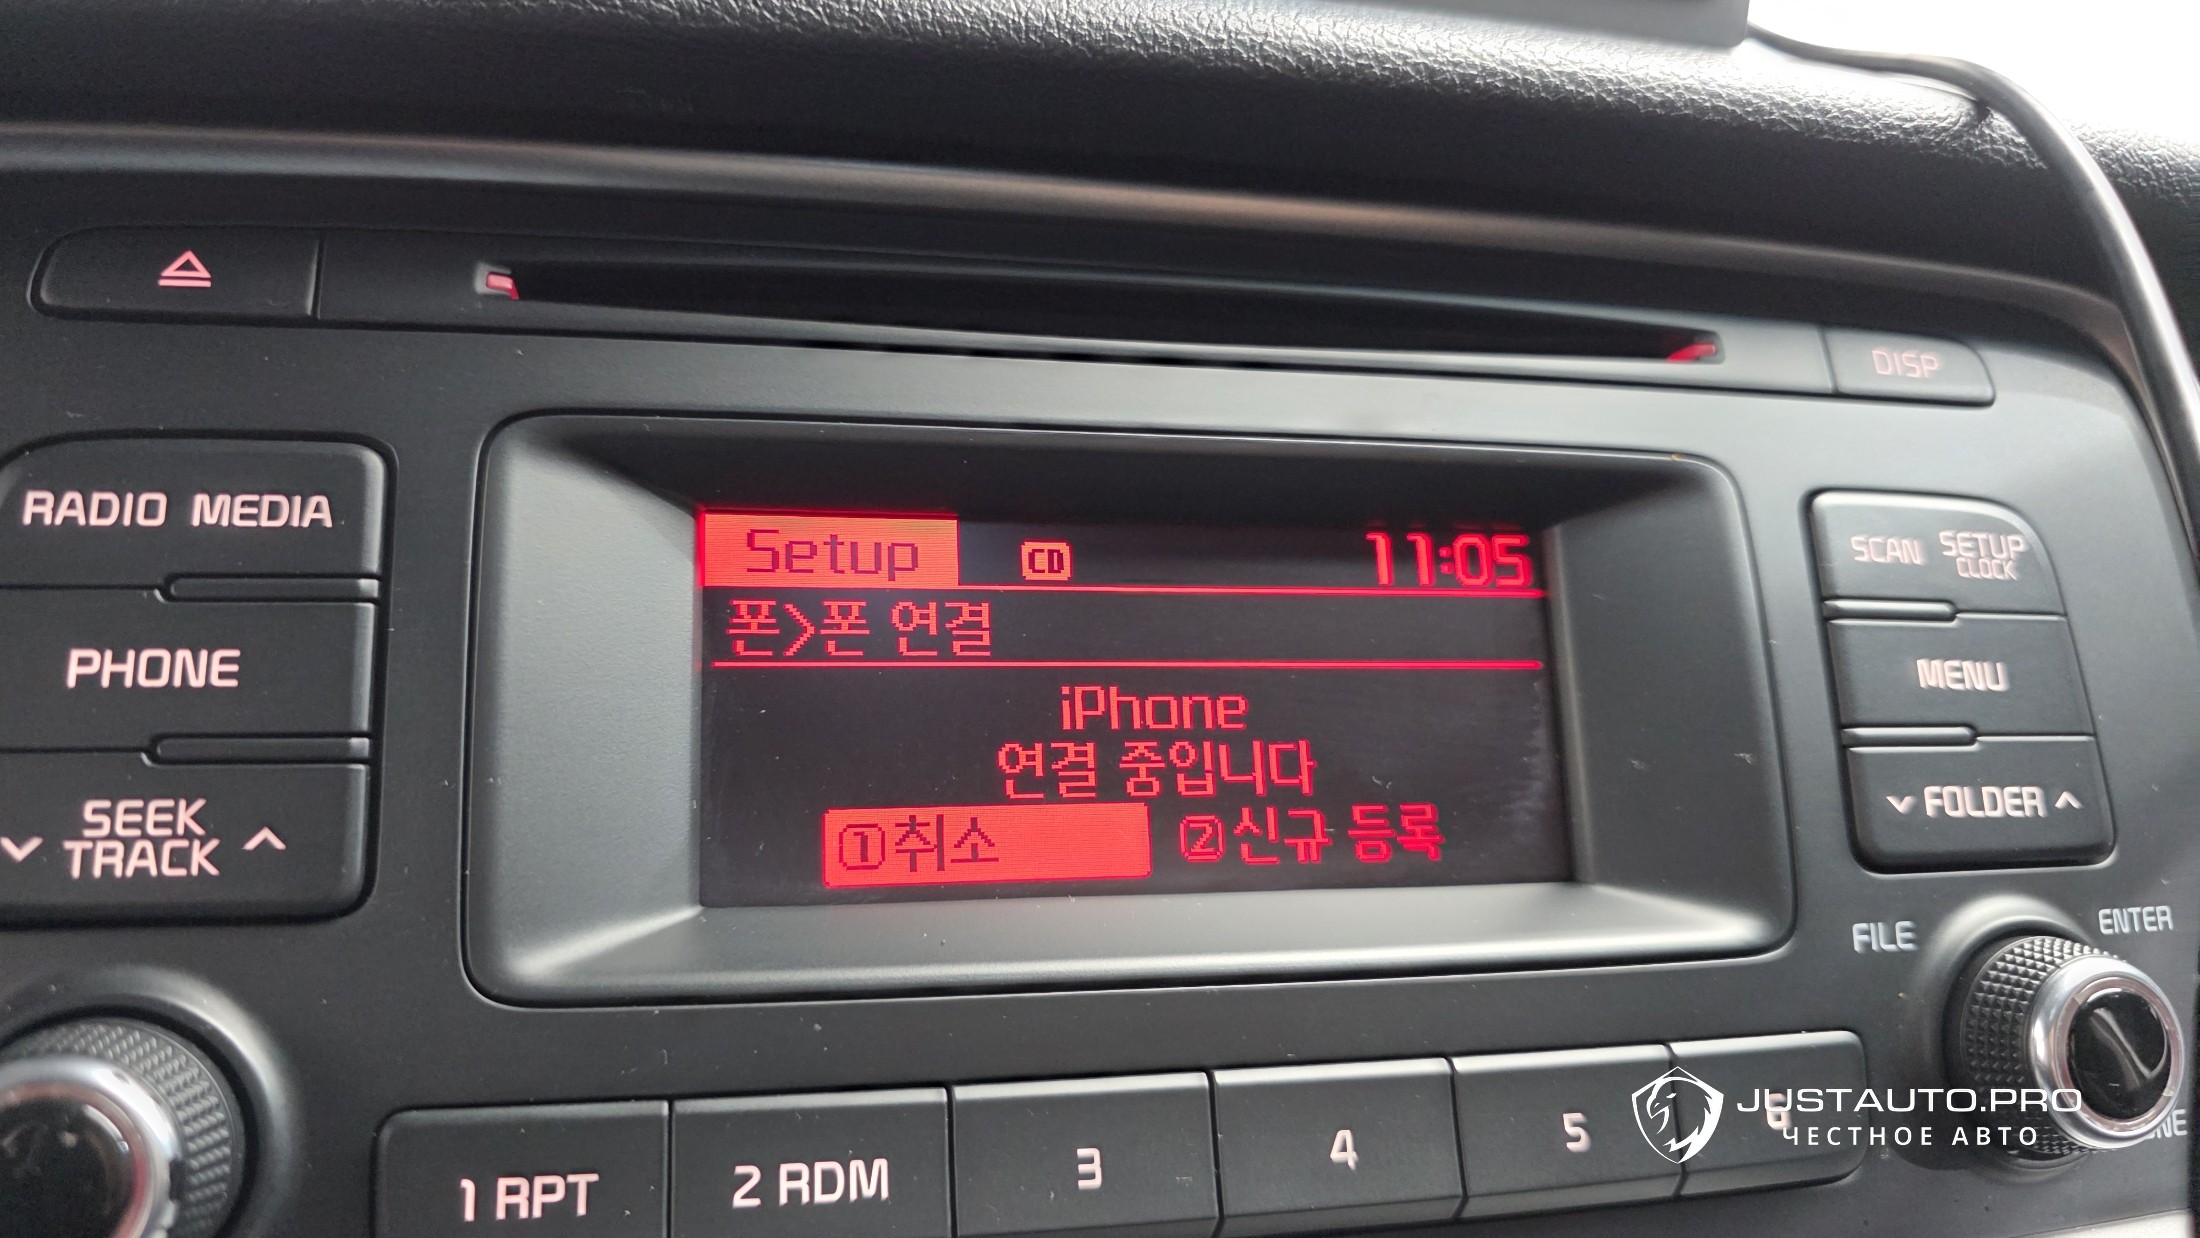 DISP
RADIO MEDIA
PHONE
SEEK
TRACK
Setup CD 11:05
폰>폰 연결
iPhone
연결 중입니다
①취소 ②신규 등록
SCAN SETUP
CLOCK
MENU
FOLDER
FILE
ENTER
1 RPT
2 RDM
3
4
5
6
JUSTAUTO.PRO
ЧЕСТНОЕ АВТО